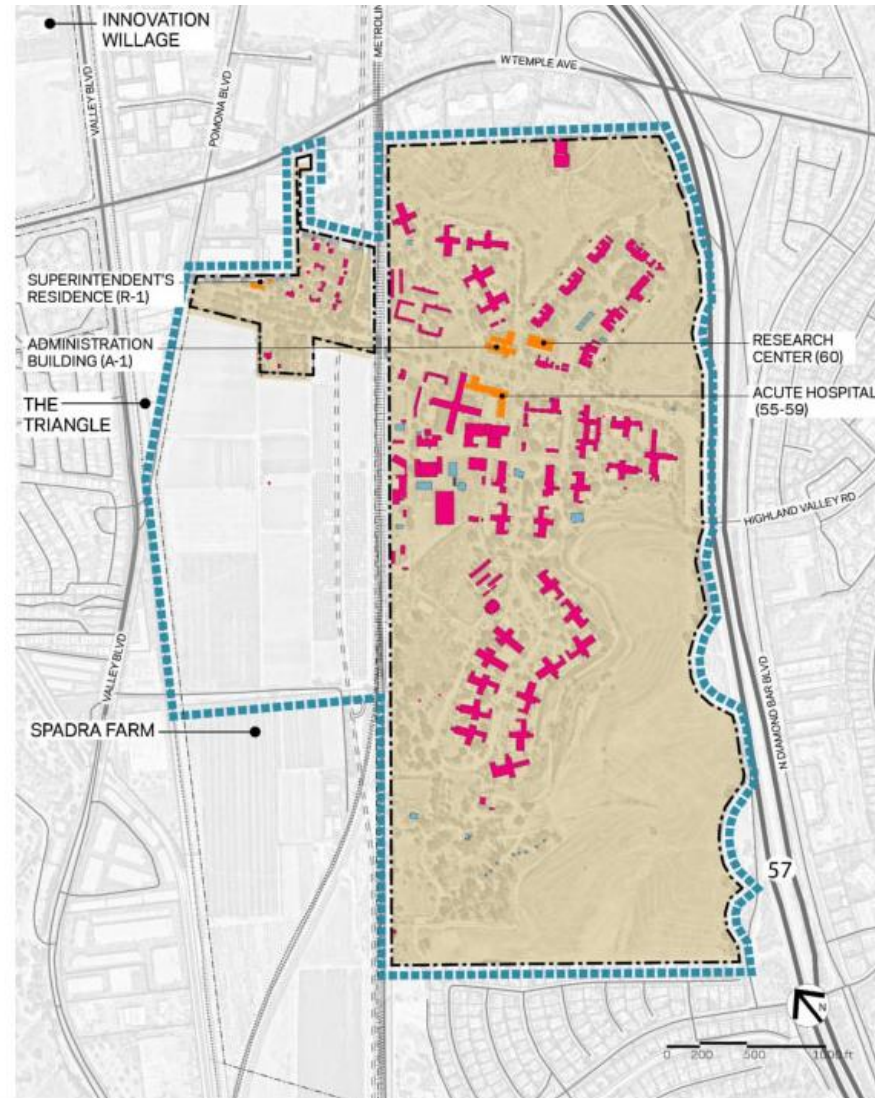 INNOVATION
WILLAGE
VALLEY BLVD
POMONA BLVD
METROLIN
W TEMPLE AVE
SUPERINTENDENT'S
RESIDENCE (R-1)
ADMINISTRATION
BUILDING (A-1)
THE
TRIANGLE
RESEARCH
CENTER (60)
ACUTE HOSPITAL
(55-59)
HIGHLAND VALLEY RD
VALLEY BLVD
SPADRA FARM
N DIAMOND BAR BLVD
57
N
0 200 500 1000 ft